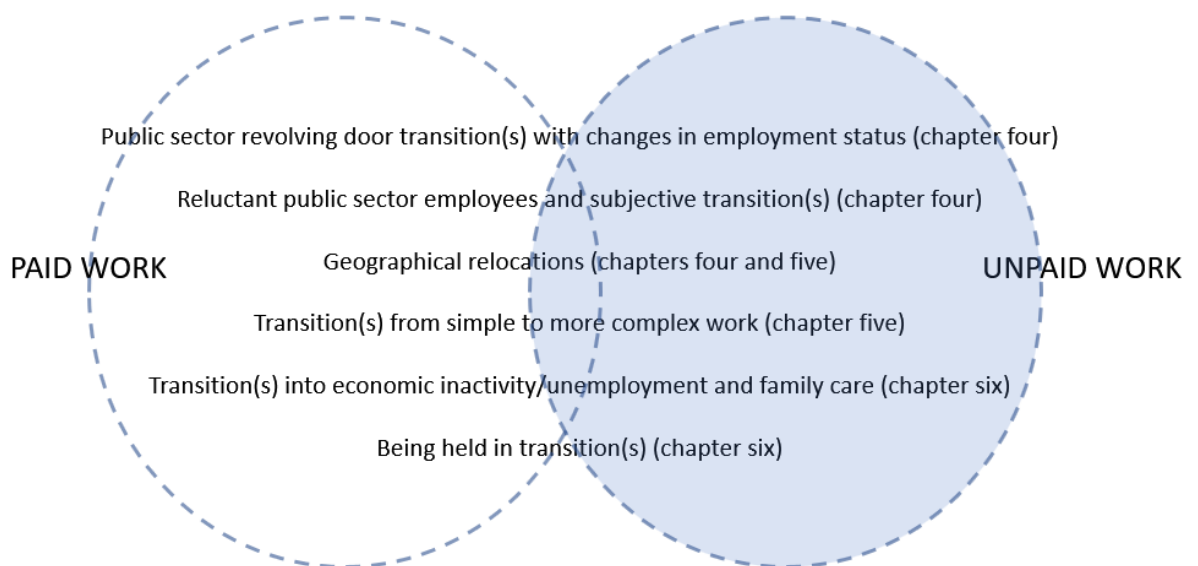 Public sector revolving door transition(s) with changes in employment status (chapter four)
Reluctant public sector employees and subjective transition(s) (chapter four)
PAID WORK
Geographical relocations (chapters four and five)
UNPAID WORK
Transition(s) from simple to more complex work (chapter five)
Transition(s) into economic inactivity/unemployment and family care (chapter six)
Being held in transition(s) (chapter six)